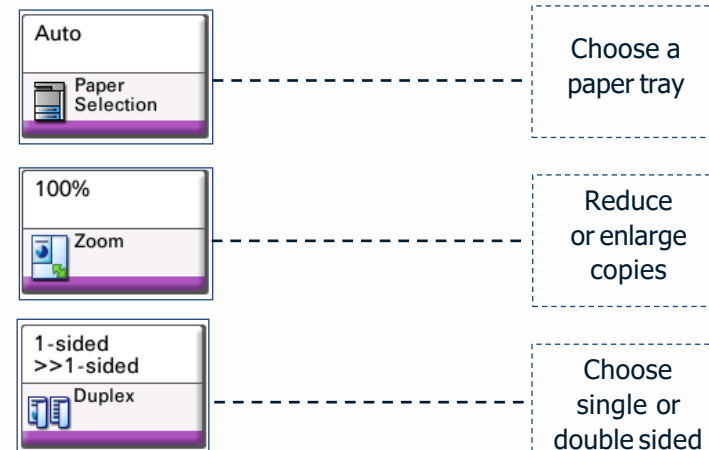 Auto
Paper
Selection
Choose a
paper tray
100%
Zoom
Reduce
or enlarge
copies
1-sided
>>1-sided
Duplex
Choose
single or
double sided